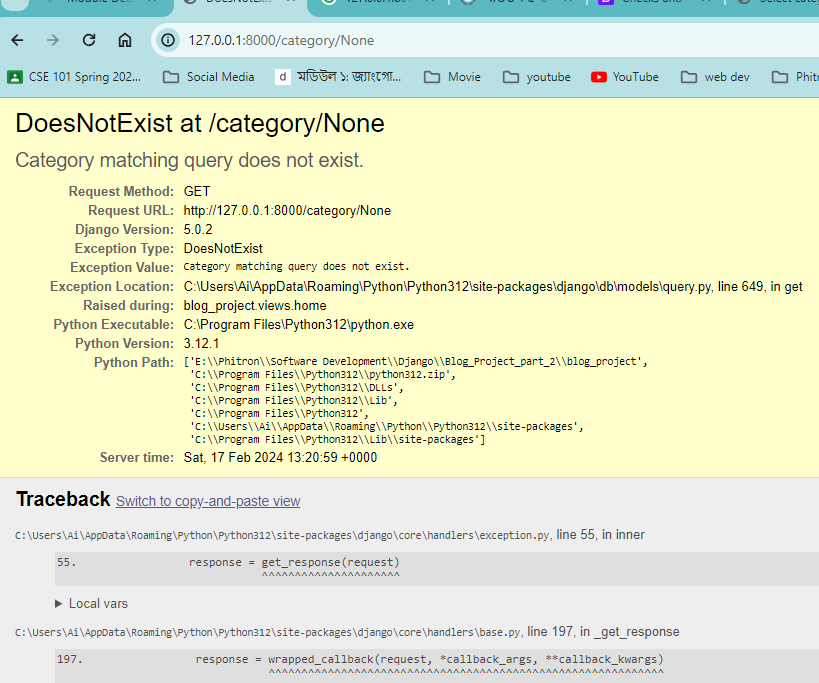 127.0.0.1:8000/category/None
CSE 101 Spring 202... Social Media d মডিউল ১: জ্যাংগো... Movie youtube YouTube web dev Phitr
DoesNotExist at /category/None
Category matching query does not exist.
Request Method: GET
Request URL: http://127.0.0.1:8000/category/None
Django Version: 5.0.2
Exception Type: DoesNotExist
Exception Value: Category matching query does not exist.
Exception Location: C:\Users\Ai\AppData\Roaming\Python\Python312\site-packages\django\db\models\query.py, line 649, in get
Raised during: blog_project.views.home
Python Executable: C:\Program Files\Python312\python.exe
Python Version: 3.12.1
Python Path: ['E:\\Phitron\\Software Development\\Django\\Blog_Project_part_2\\blog_project',
'C:\\Program Files\\Python312\\python312.zip',
'C:\\Program Files\\Python312\\DLLs',
'C:\\Program Files\\Python312\\Lib',
'C:\\Program Files\\Python312',
'C:\\Users\\Ai\\AppData\\Roaming\\Python\\Python312\\site-packages',
'C:\\Program Files\\Python312\\Lib\\site-packages']
Server time: Sat, 17 Feb 2024 13:20:59 +0000
Traceback Switch to copy-and-paste view
C:\Users\Ai\AppData\Roaming\Python\Python312\site-packages\django\core\handlers\exception.py, line 55, in inner
55. response = get_response(request)
^^^^^^^^^^^^^^^^^^^^^
▶ Local vars
C:\Users\Ai\AppData\Roaming\Python\Python312\site-packages\django\core\handlers\base.py, line 197, in _get_response
197. response = wrapped_callback(request, *callback_args, **callback_kwargs)
^^^^^^^^^^^^^^^^^^^^^^^^^^^^^^^^^^^^^^^^^^^^^^^^^^^^^^^^^^^^